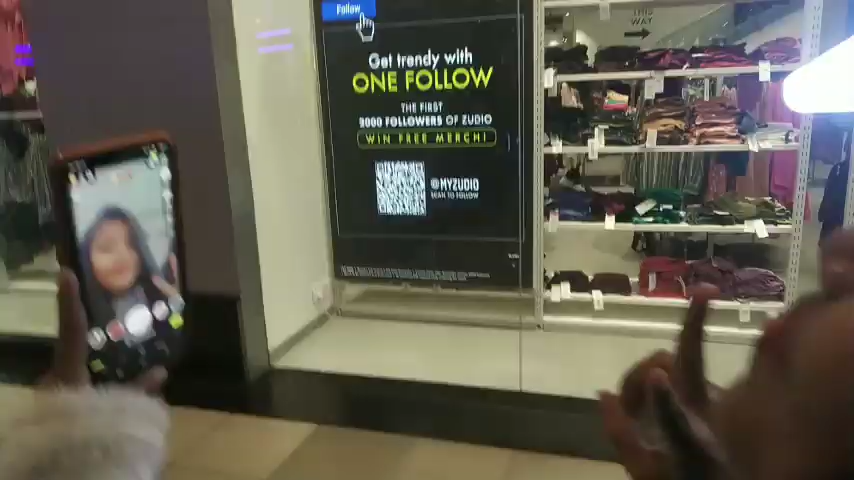 Follow
THIS
WAY
Get trendy with
ONE FOLLOW
THE FIRST
3000 FOLLOWERS OF ZUDIO
WIN FREE MERCH!
@MYZUDIO
SCAN TO FOLLOW